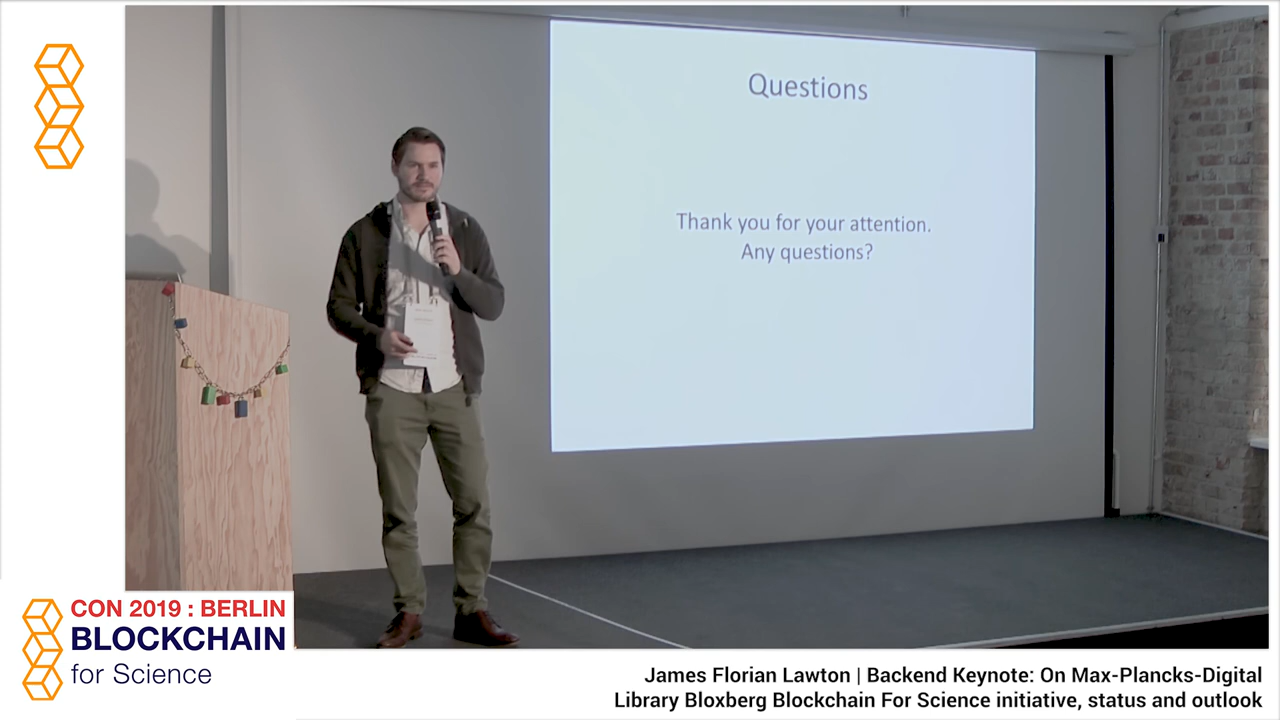 Questions
Thank you for your attention.
Any questions?
CON 2019 : BERLIN
BLOCKCHAIN
for Science
James Florian Lawton | Backend Keynote: On Max-Plancks-Digital
Library Bloxberg Blockchain For Science initiative, status and outlook